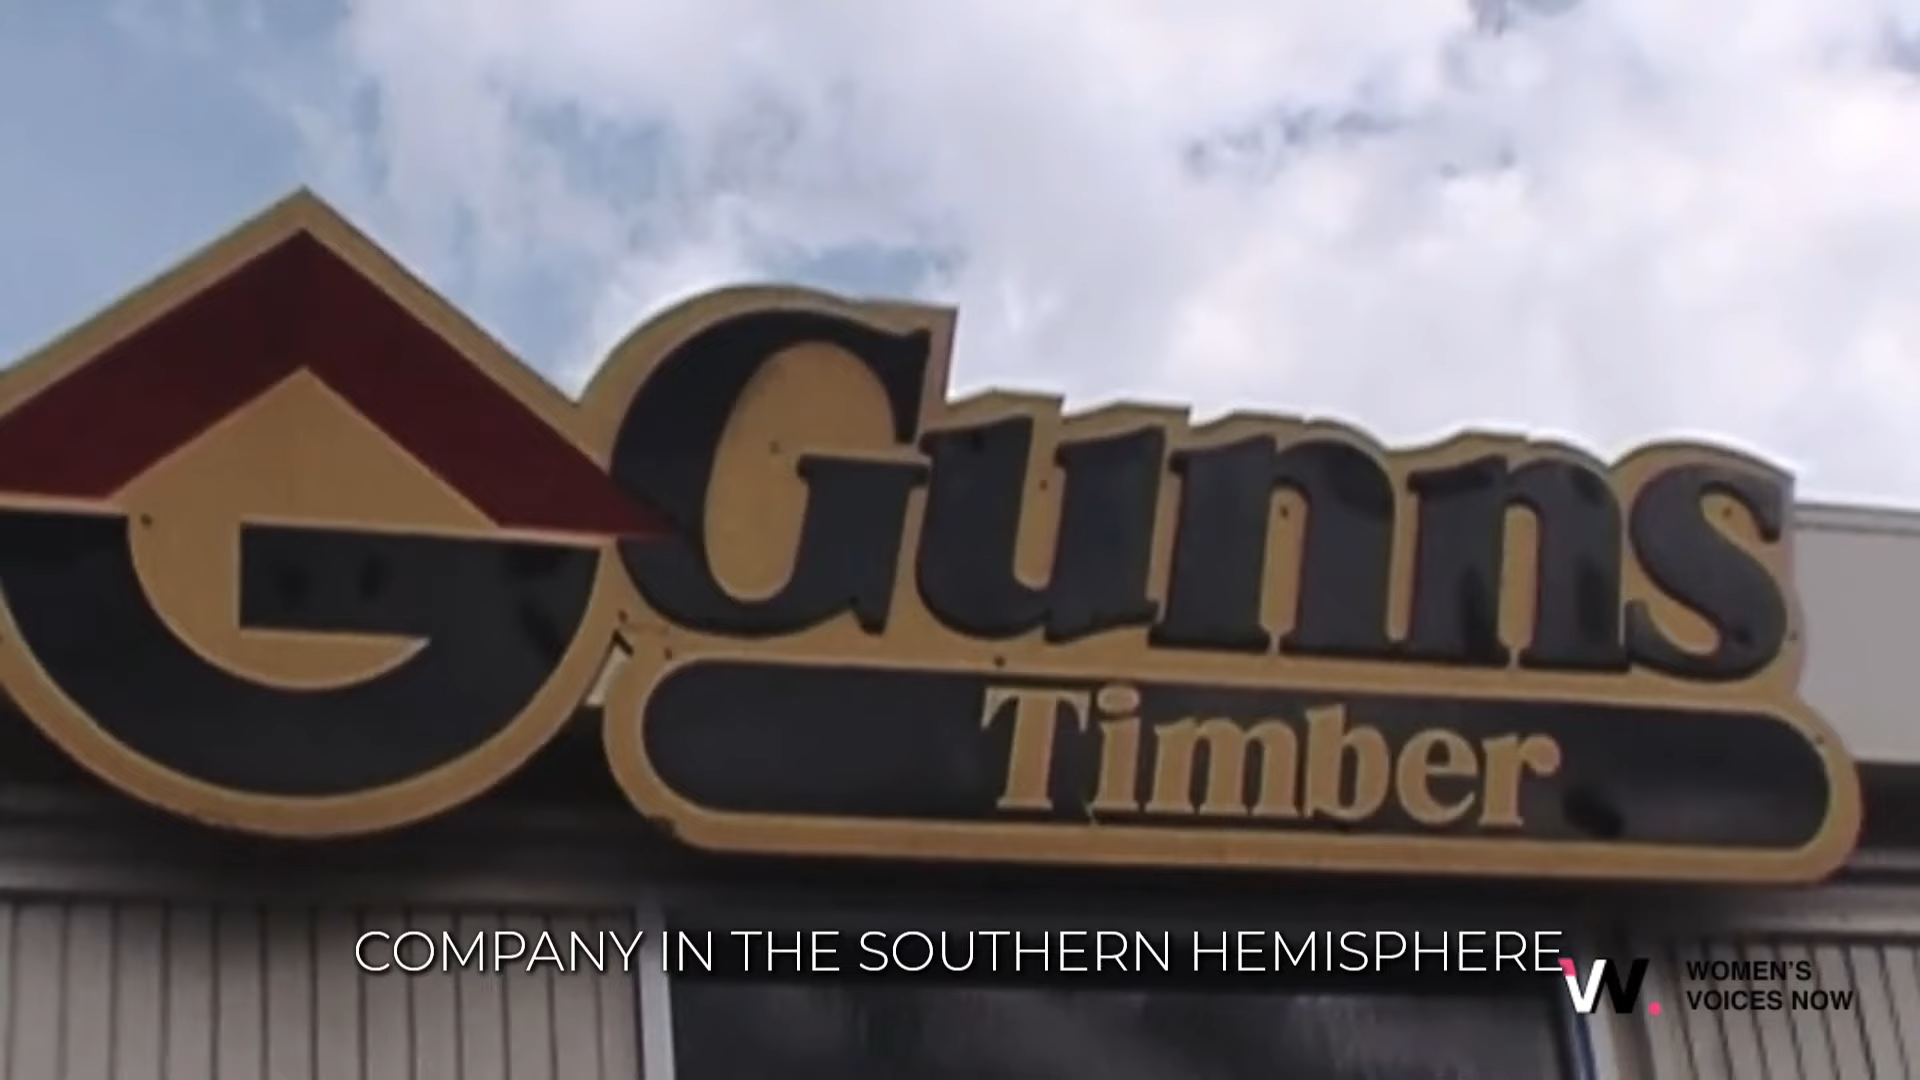 Gunns
Timber
COMPANY IN THE SOUTHERN HEMISPHERE
W.
WOMEN'S
VOICES NOW